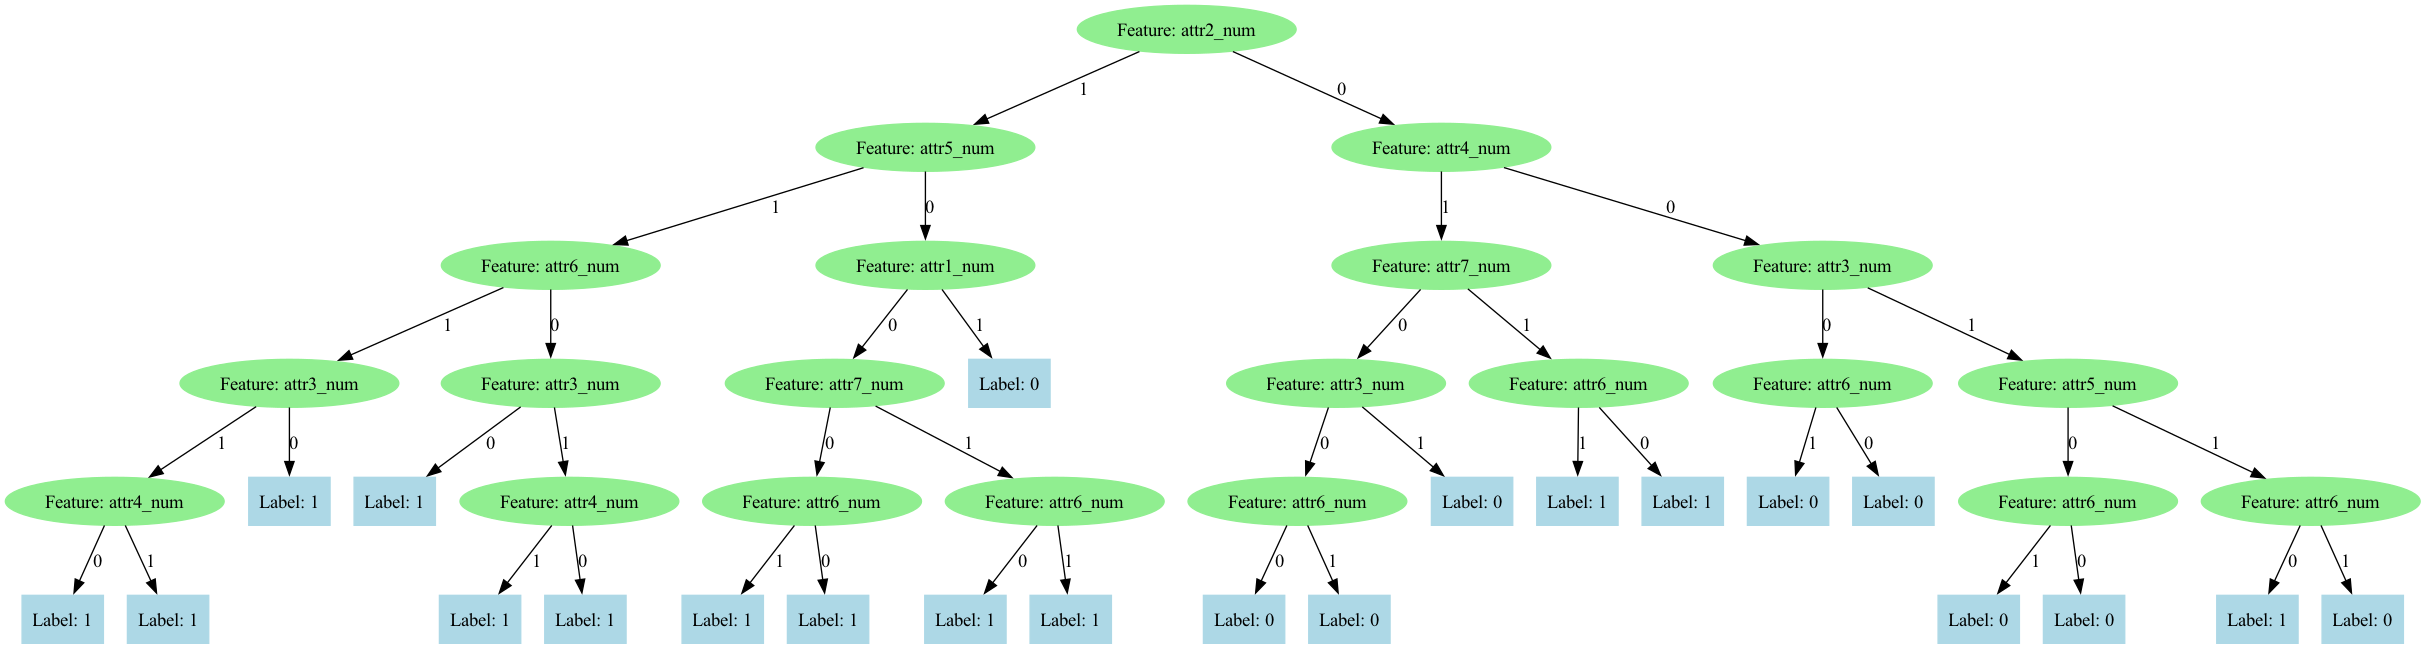 Feature: attr2_num
1
0
Feature: attr5_num
Feature: attr4_num
1
0
1
0
Feature: attr6_num
Feature: attr1_num
Feature: attr7_num
Feature: attr3_num
1
0
0
1
0
1
0
1
Feature: attr3_num
Feature: attr3_num
Feature: attr7_num
Label: 0
Feature: attr3_num
Feature: attr6_num
Feature: attr6_num
Feature: attr5_num
1
0
0
1
0
1
0
1
1
0
1
0
0
1
Feature: attr4_num
Label: 1
Label: 1
Feature: attr4_num
Feature: attr6_num
Feature: attr6_num
Feature: attr6_num
Label: 0
Label: 1
Label: 1
Label: 0
Label: 0
Feature: attr6_num
Feature: attr6_num
0
1
1
0
1
0
0
1
0
1
1
0
0
1
Label: 1
Label: 1
Label: 1
Label: 1
Label: 1
Label: 1
Label: 1
Label: 1
Label: 0
Label: 0
Label: 0
Label: 0
Label: 1
Label: 0